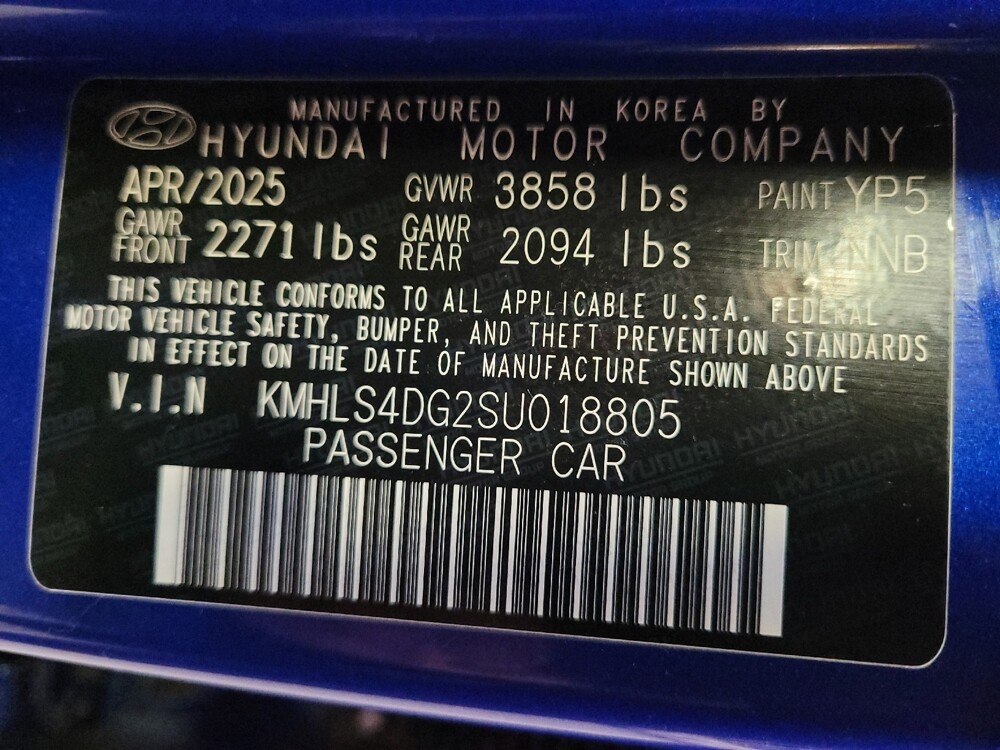 MANUFACTURED IN KOREA BY
HYUNDAI MOTOR COMPANY
APR/2025 GVWR 3858 lbs PAINT YP5
GAWR FRONT 2271 lbs GAWR REAR 2094 lbs TRIM NNB
THIS VEHICLE CONFORMS TO ALL APPLICABLE U.S.A. FEDERAL
MOTOR VEHICLE SAFETY, BUMPER, AND THEFT PREVENTION STANDARDS
IN EFFECT ON THE DATE OF MANUFACTURE SHOWN ABOVE
V.I.N KMHLS4DG2SU018805
PASSENGER CAR